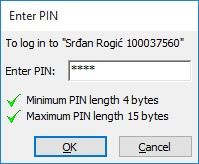 Enter PIN
To log in to "Srđan Rogić 100037560"
Enter PIN: ****
Minimum PIN length 4 bytes
Maximum PIN length 15 bytes
OK Cancel